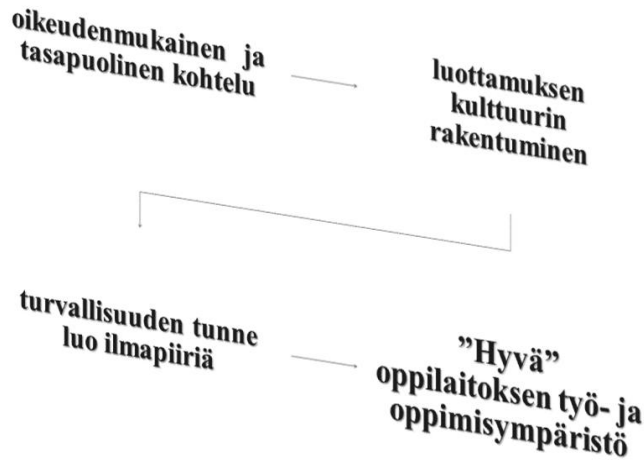 oikeudenmukainen ja
tasapuolinen kohtelu
luottamuksen
kulttuurin
rakentuminen
turvallisuuden tunne
luo ilmapiiriä
”Hyvä”
oppilaitoksen työ- ja
oppimisympäristö